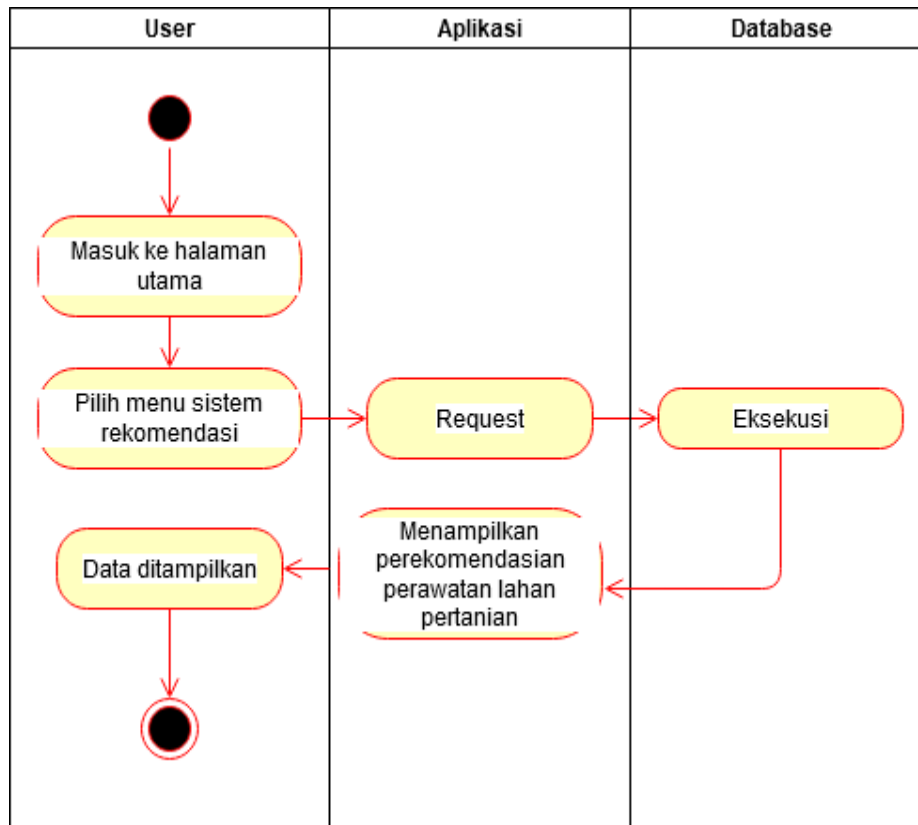 User
Aplikasi
Database
Masuk ke halaman
utama
Pilih menu sistem
rekomendasi
Request
Eksekusi
Menampilkan
perekomendasian
perawatan lahan
pertanian
Data ditampilkan